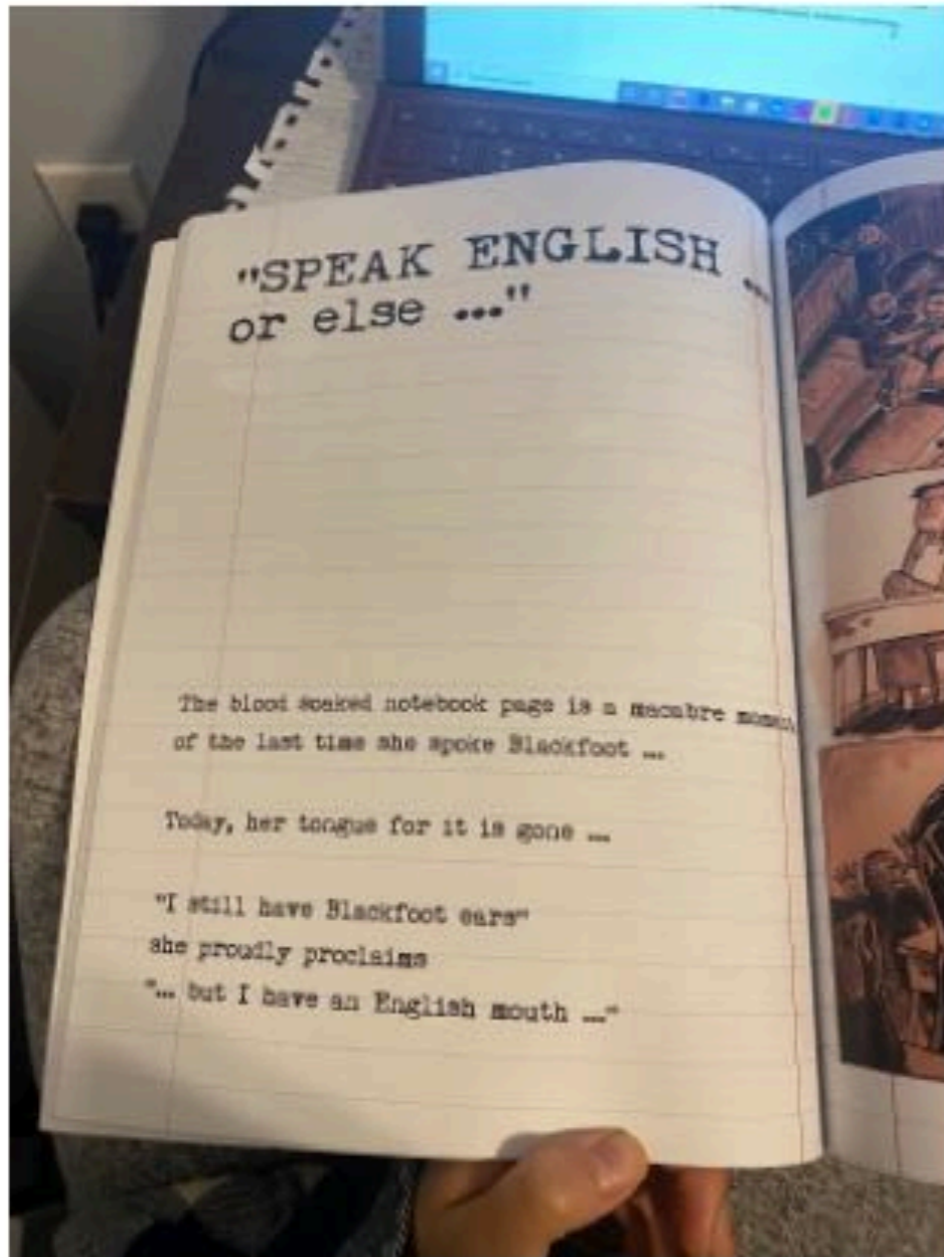 "SPEAK ENGLISH ...
or else ..."
The blood soaked notebook page is a macabre
of the last time she spoke Blackfoot ...
Today, her tongue for it is gone ...
"I still have Blackfoot ears"
she proudly proclaims
"... but I have an English mouth ..."